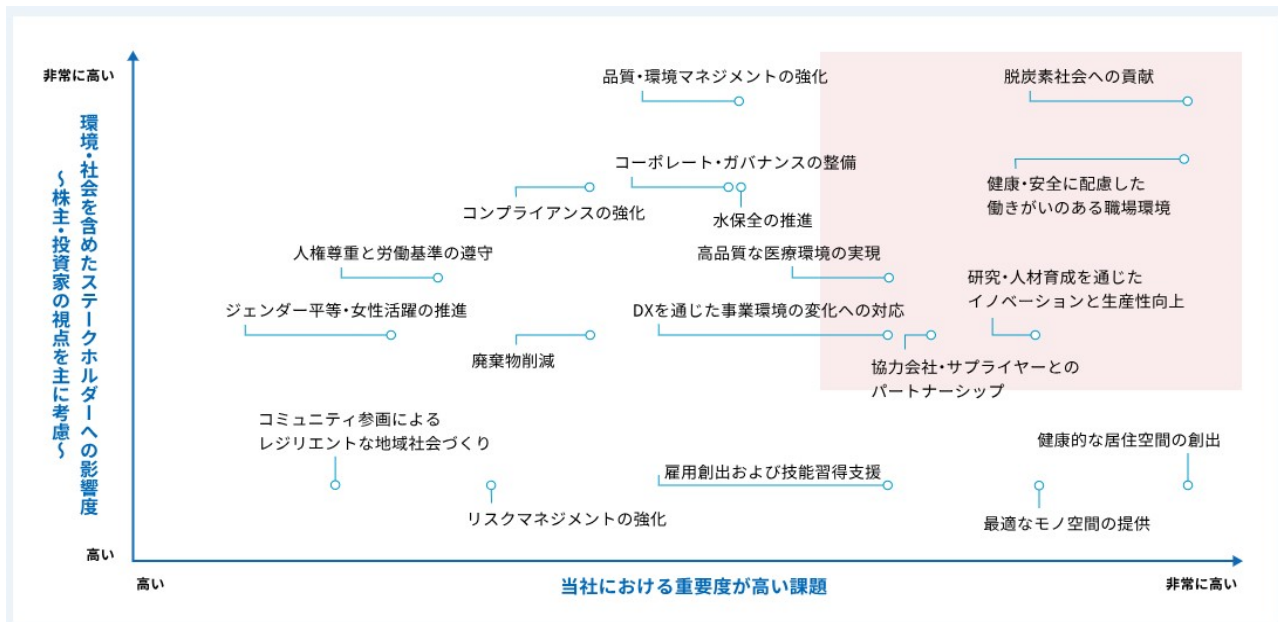 非常に高い
環境・社会を含めたステークホルダーへの影響度
〜株主・投資家の視点を主に考慮〜
品質・環境マネジメントの強化
脱炭素社会への貢献
コーポレート・ガバナンスの整備
健康・安全に配慮した
働きがいのある職場環境
コンプライアンスの強化
水保全の推進
人権尊重と労働基準の遵守
高品質な医療環境の実現
研究・人材育成を通じた
イノベーションと生産性向上
ジェンダー平等・女性活躍の推進
DXを通じた事業環境の変化への対応
廃棄物削減
協力会社・サプライヤーとの
パートナーシップ
コミュニティ参画による
レジリエントな地域社会づくり
健康的な居住空間の創出
雇用創出および技能習得支援
リスクマネジメントの強化
最適なモノ空間の提供
高い
高い
当社における重要度が高い課題
非常に高い